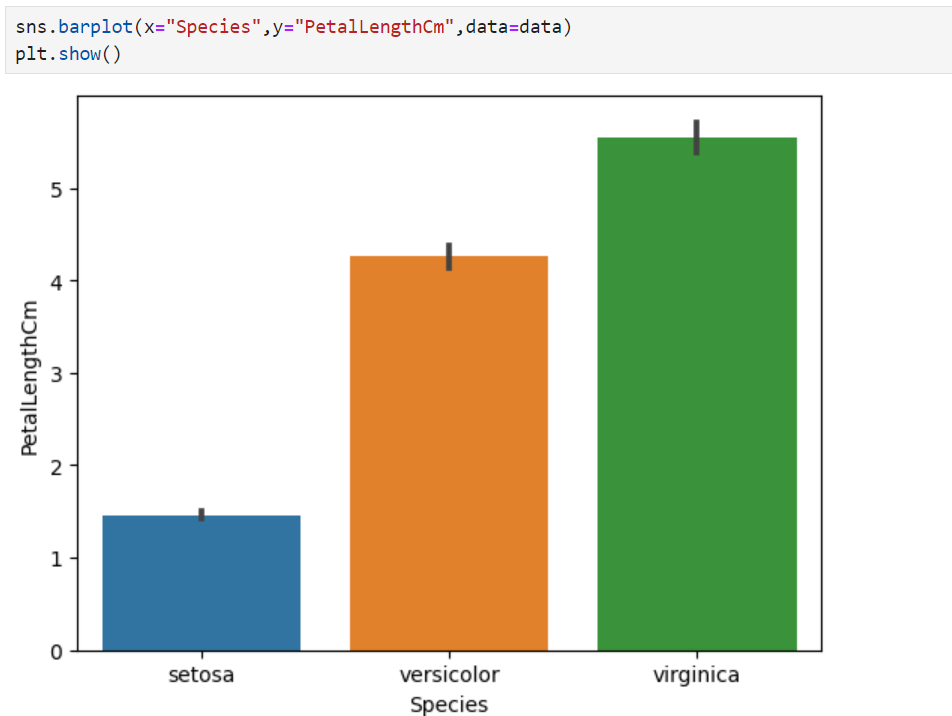 sns.barplot(x="Species",y="PetalLengthCm",data=data)
plt.show()
PetalLengthCm
5
4
3
2
1
0
setosa versicolor virginica
Species